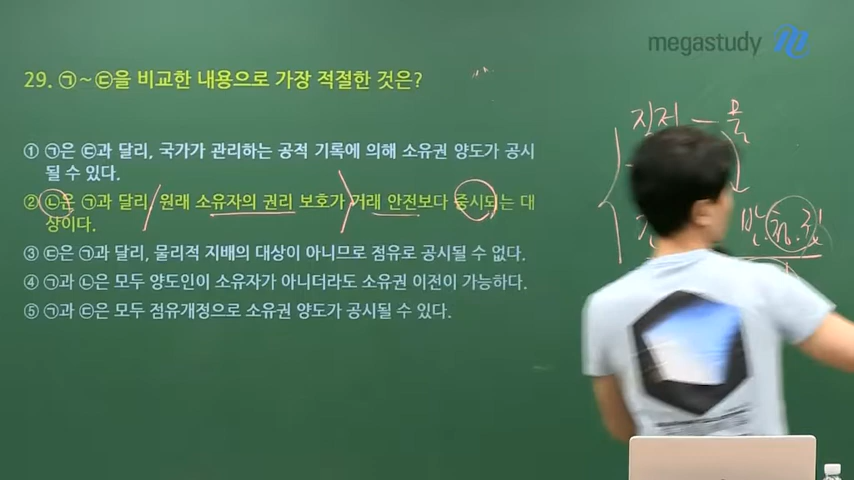 megastudy
29. ㉠~㉢을 비교한 내용으로 가장 적절한 것은?
① ㉠은 ㉢과 달리, 국가가 관리하는 공적 기록에 의해 소유권 양도가 공시
될 수 있다.
② ㉡은 ㉠과 달리, 원래 소유자의 권리 보호가 거래 안전보다 중시되는 대
상이다.
③ ㉢은 ㉠과 달리, 물리적 지배의 대상이 아니므로 점유로 공시될 수 없다.
④ ㉠과 ㉡은 모두 양도인이 소유자가 아니더라도 소유권 이전이 가능하다.
⑤ ㉠과 ㉢은 모두 점유개정으로 소유권 양도가 공시될 수 있다.
직접 -